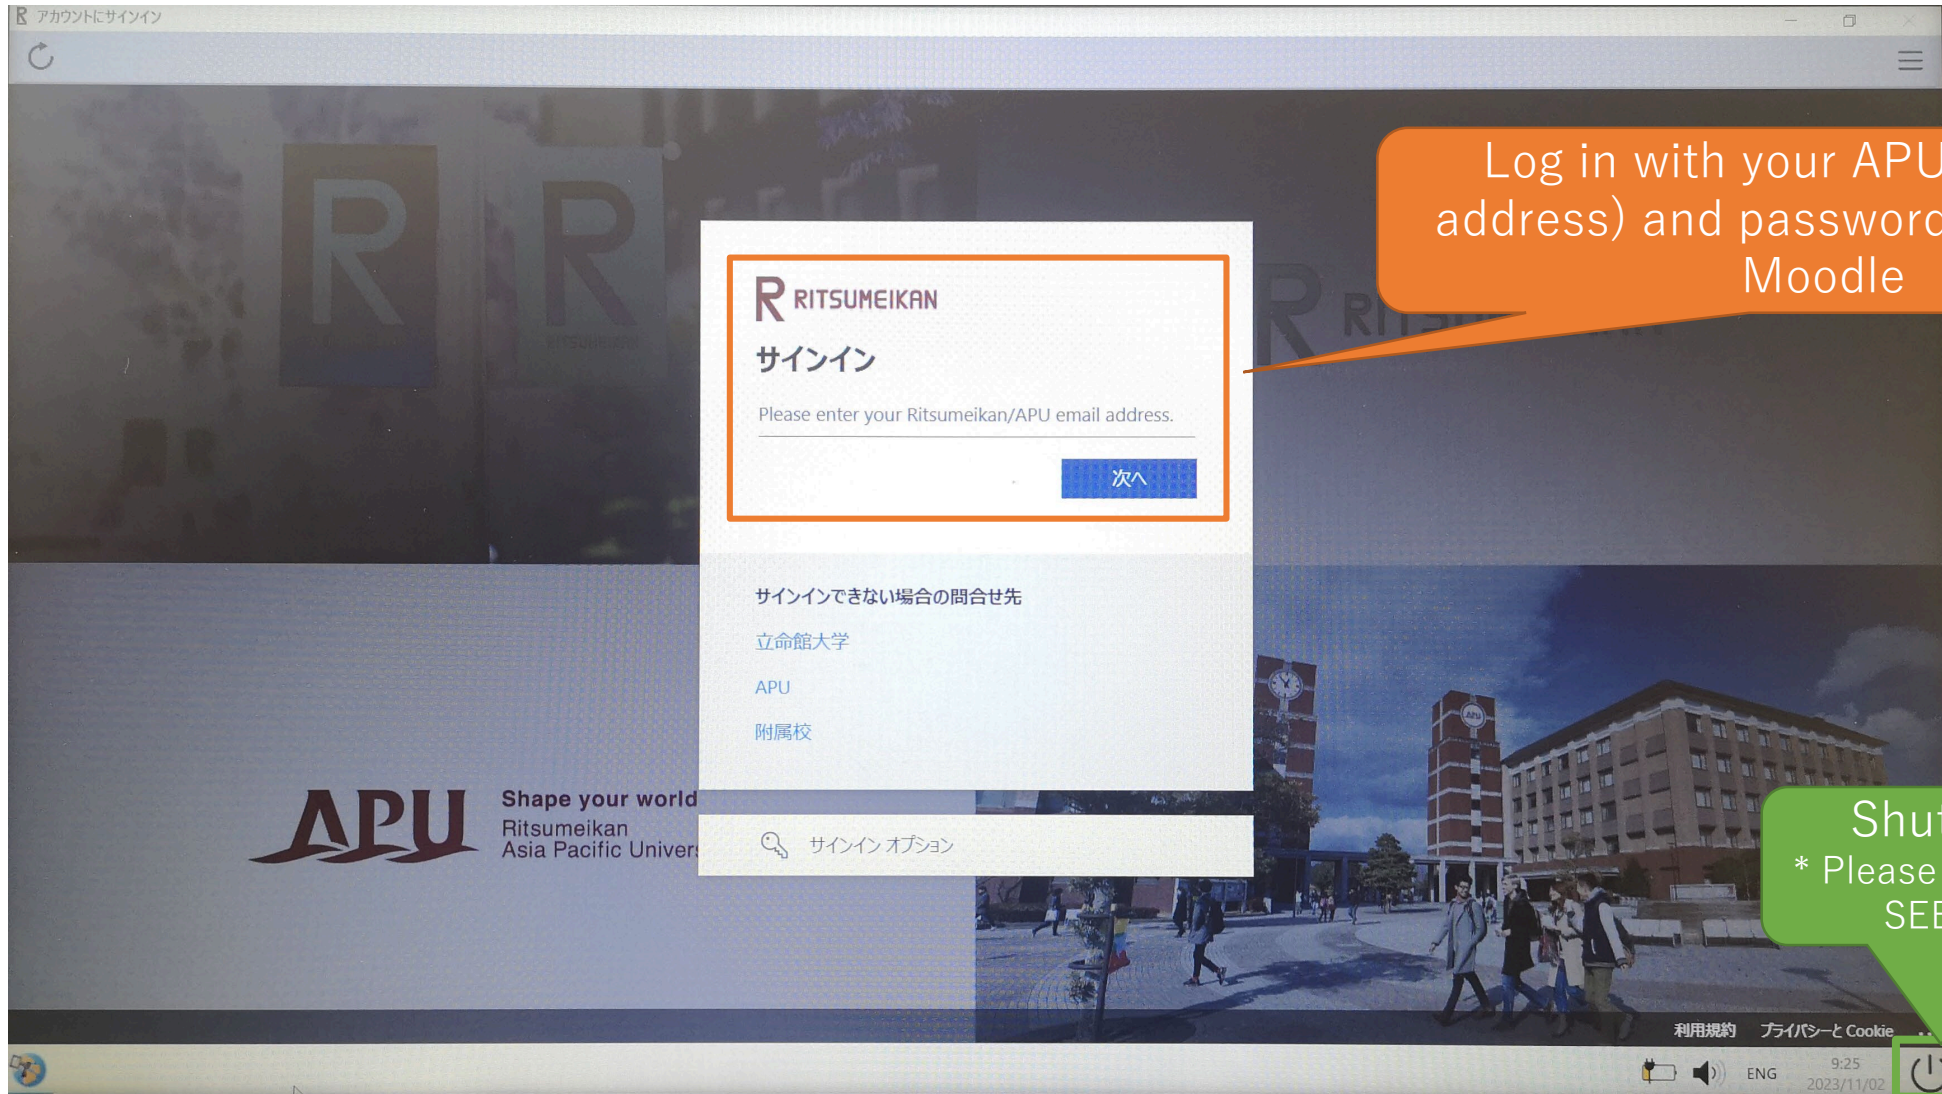 アカウントにサインイン
Log in with your APU
address) and password
Moodle
R R
RITSUMEIKAN
R RITSUMEIKAN
サインイン
Please enter your Ritsumeikan/APU email address.
次へ
サインインできない場合の問合せ先
立命館大学
APU
附属校
サインイン オプション
APU
Shape your world
Ritsumeikan
Asia Pacific Univers
APU
Shut
* Please
SEB
利用規約 プライバシーと Cookie ...
ENG
9:25
2023/11/02